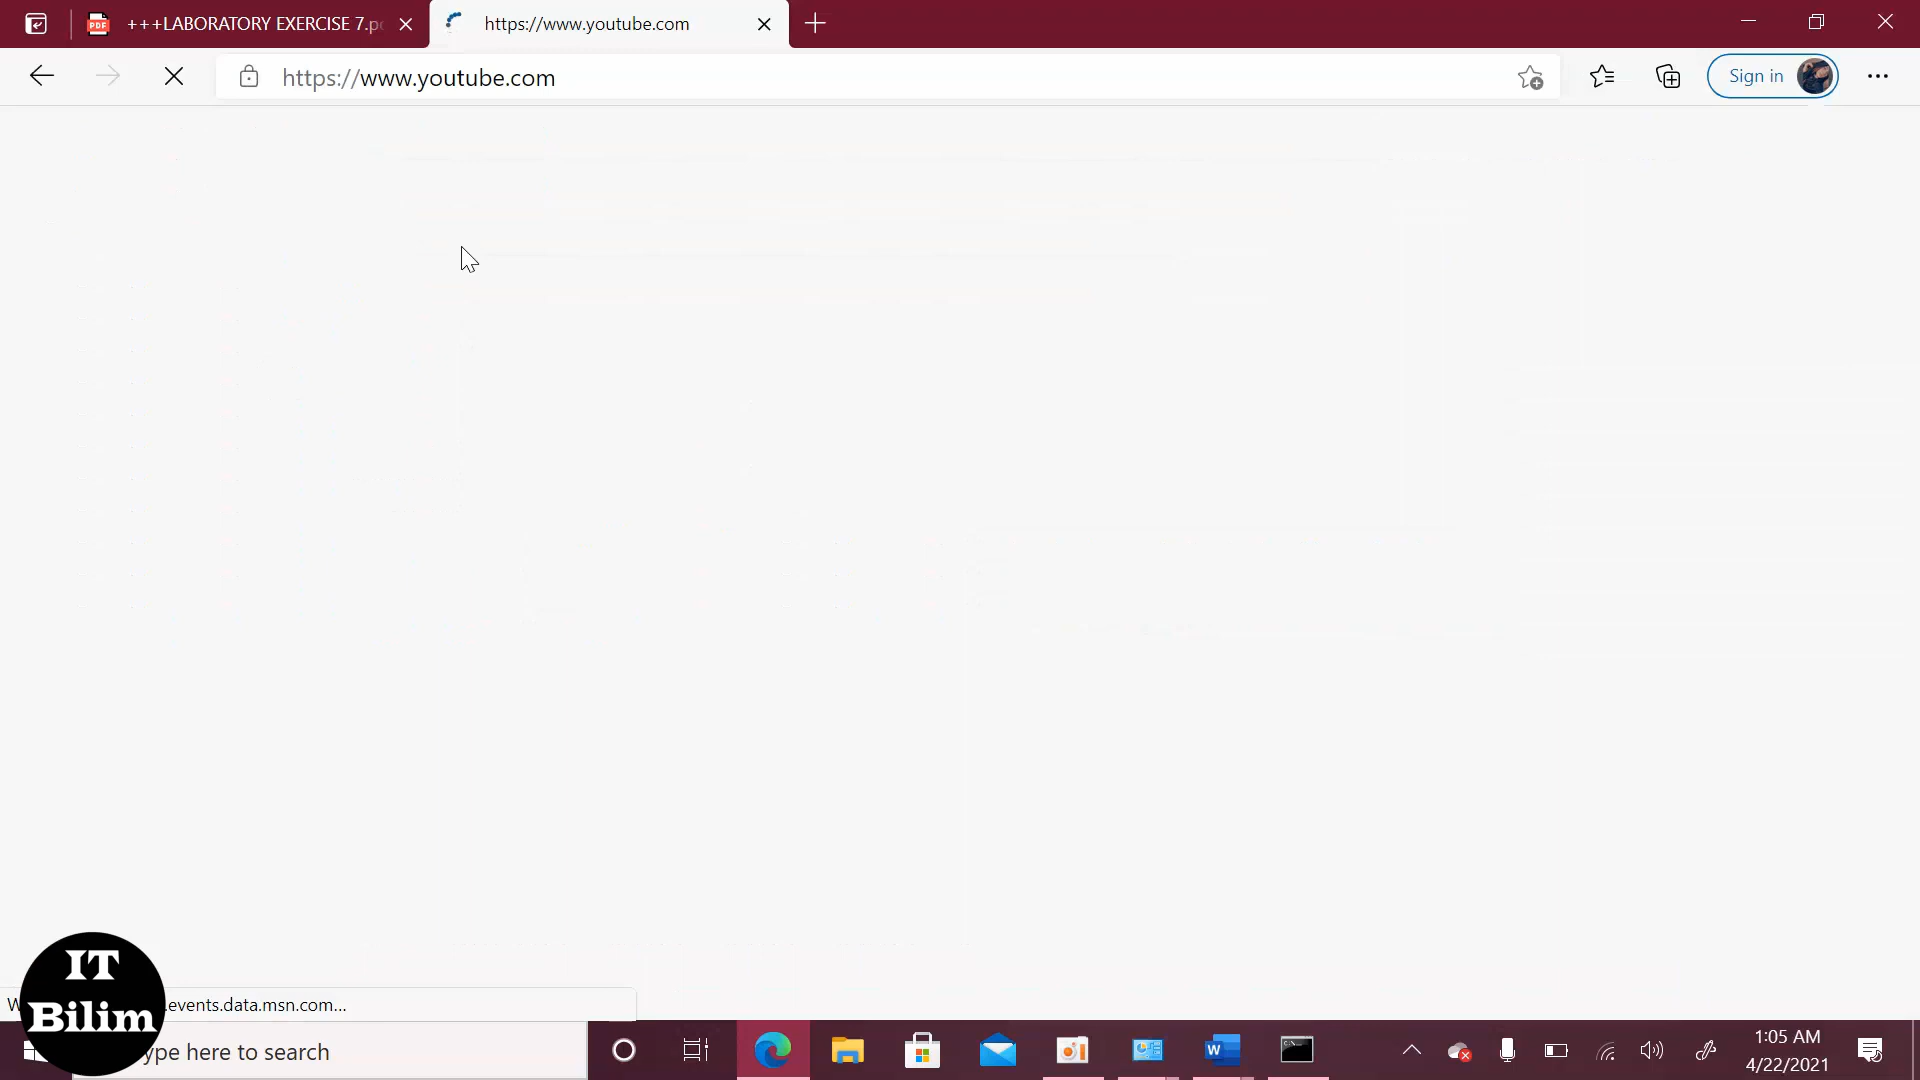 +++LABORATORY EXERCISE 7.p
https://www.youtube.com
https://www.youtube.com
Sign in
IT
Bilim
W
.events.data.msn.com...
ype here to search
1:05 AM
4/22/2021